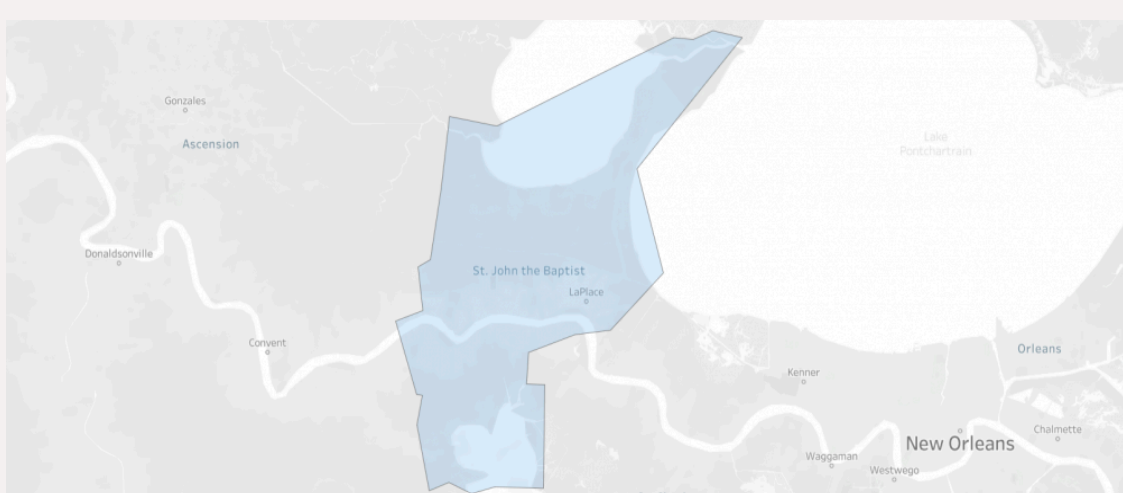 Gonzales
Lake
Pontchartrain
Ascension
Donaldsonville
St. John the Baptist
LaPlace
Convent
Orleans
Kenner
New Orleans
Chalmette
Waggaman
Westwego